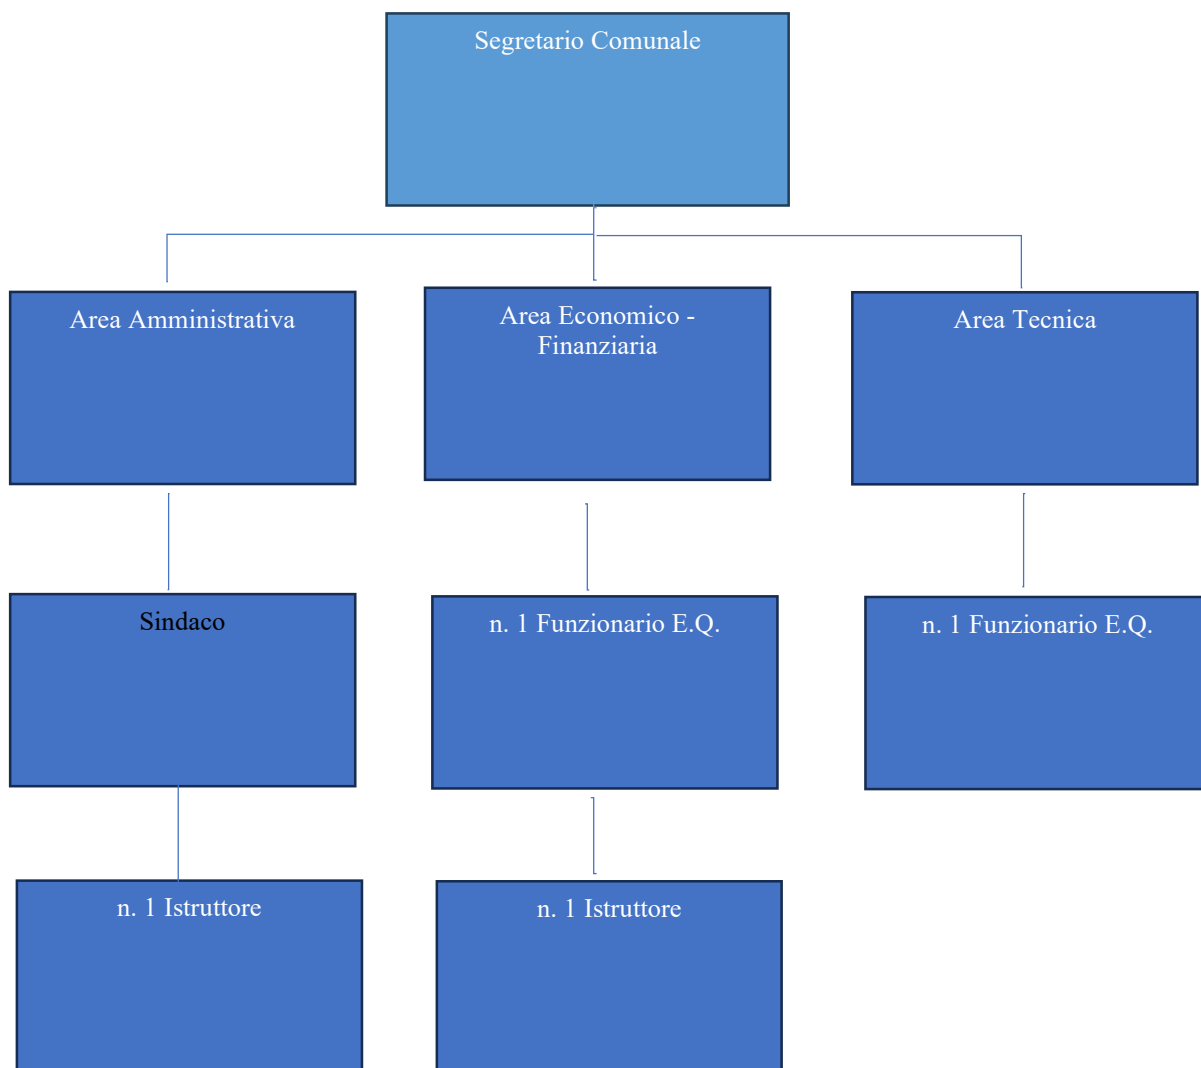 Segretario Comunale
Area Amministrativa
Area Economico -
Finanziaria
Area Tecnica
Sindaco
n. 1 Funzionario E.Q.
n. 1 Funzionario E.Q.
n. 1 Istruttore
n. 1 Istruttore